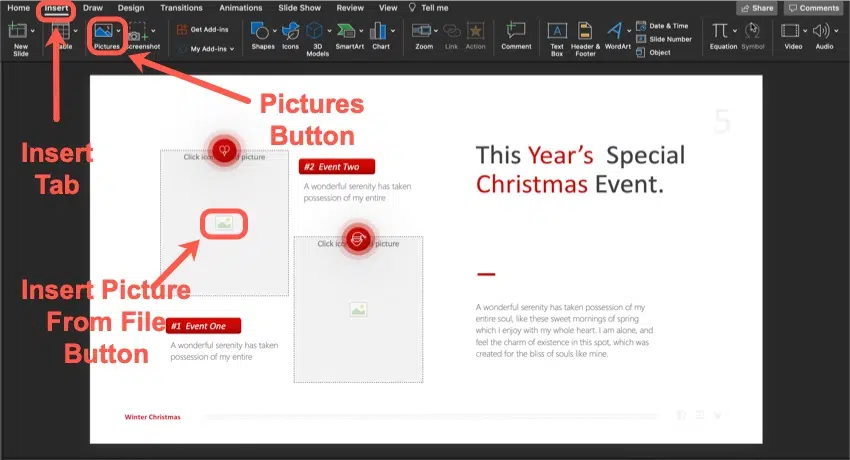 Home Insert Draw Design Transitions Animations Slide Show Review View Tell me Share Comments
New Slide
Table
Pictures
Screenshot
Get Add-ins
My Add-ins
Shapes
Icons
3D Models
SmartArt
Chart
Zoom
Link
Action
Comment
Text Box
Header & Footer
WordArt
Date & Time
Slide Number
Object
Equation
Symbol
Video
Audio
Pictures
Button
Insert
Tab
5
Click picture
#2 Event Two
A wonderful serenity has taken
possession of my entire
This Year's Special
Christmas Event.
Click picture
Insert Picture
From File
Button
#1 Event One
A wonderful serenity has taken
possession of my entire
A wonderful serenity has taken possession of my
entire soul, like these sweet mornings of spring
which I enjoy with my whole heart. I am alone, and
feel the charm of existence in this spot, which was
created for the bliss of souls like mine.
Winter Christmas